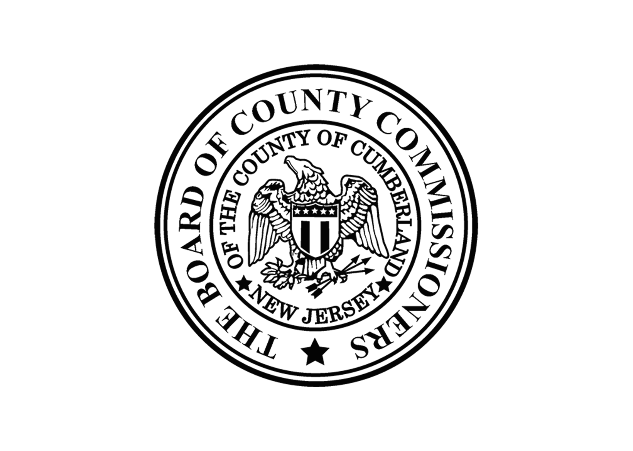 THE BOARD OF COUNTY COMMISSIONERS
OF THE COUNTY OF CUMBERLAND
NEW JERSEY